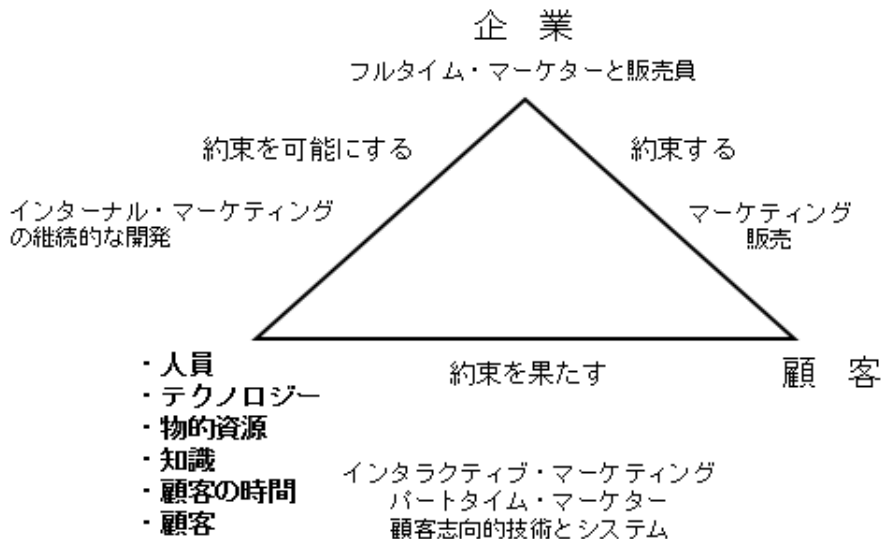 企 業
フルタイム・マーケターと販売員
約束を可能にする
約束する
インターナル・マーケティング
の継続的な開発
マーケティング
販売
・人員
・テクノロジー
・物的資源
・知識
・顧客の時間
・顧客
約束を果たす
顧 客
インタラクティブ・マーケティング
パートタイム・マーケター
顧客志向的技術とシステム